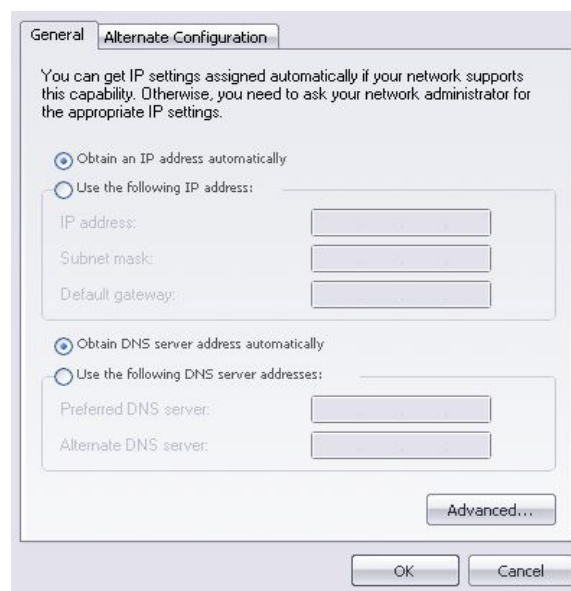 General
Alternate Configuration
You can get IP settings assigned automatically if your network supports
this capability. Otherwise, you need to ask your network administrator for
the appropriate IP settings.
Obtain an IP address automatically
Use the following IP address:
IP address:
Subnet mask:
Default gateway:
Obtain DNS server address automatically
Use the following DNS server addresses:
Preferred DNS server:
Alternate DNS server:
Advanced...
OK
Cancel